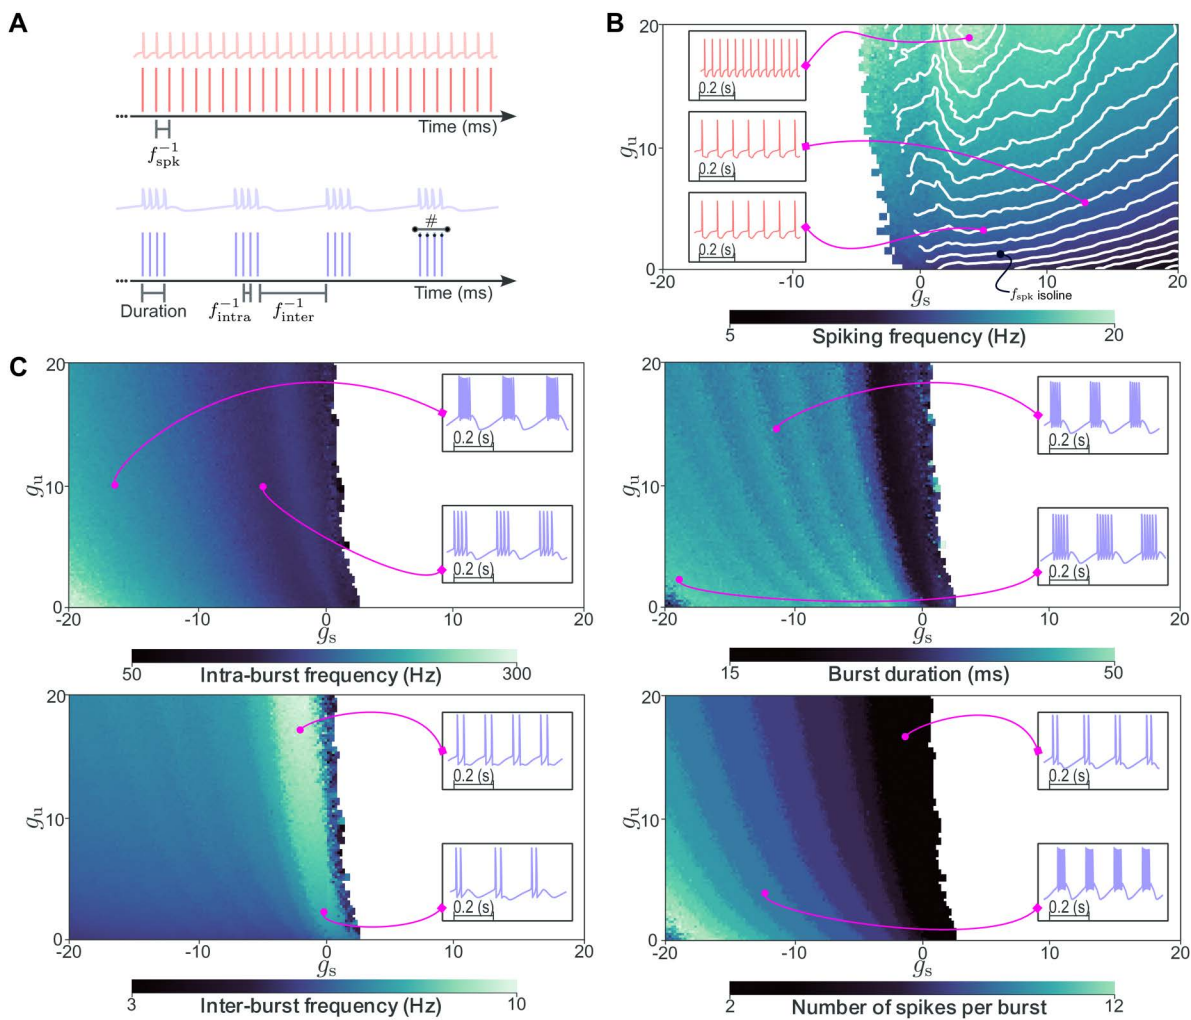 A
Time (ms)
f_spk^-1
#
Time (ms)
Duration
f_intra^-1
f_inter^-1
B
20
10
0
g_u
0.2 (s)
0.2 (s)
0.2 (s)
-10
0
10
20
g_s
f_spk isoline
5
20
Spiking frequency (Hz)
C
20
10
0
g_u
0.2 (s)
0.2 (s)
-20
-10
0
10
20
g_s
50
300
Intra-burst frequency (Hz)
20
10
0
g_u
0.2 (s)
0.2 (s)
-20
-10
0
10
20
g_s
15
50
Burst duration (ms)
20
10
0
g_u
0.2 (s)
0.2 (s)
-20
-10
0
10
20
g_s
3
10
Inter-burst frequency (Hz)
20
10
0
g_u
0.2 (s)
0.2 (s)
-20
-10
0
10
20
g_s
2
12
Number of spikes per burst